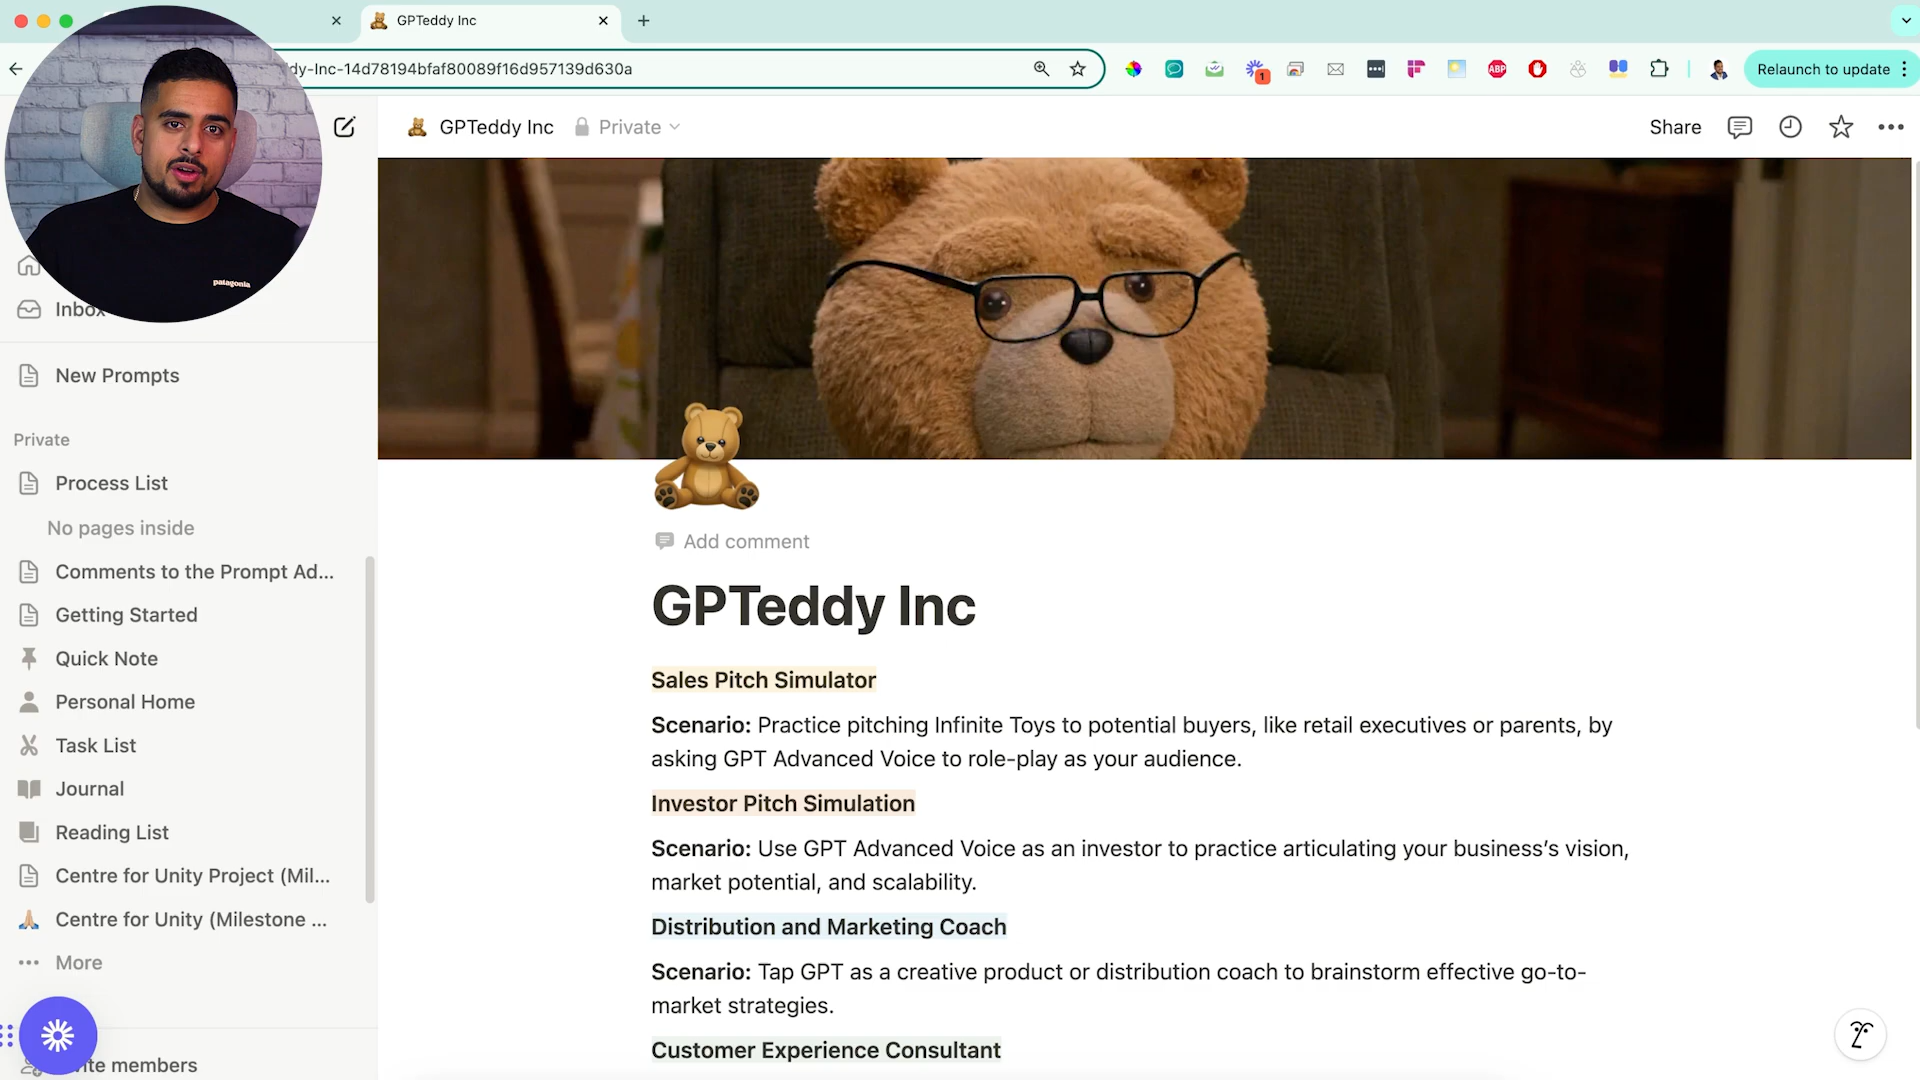 GPTeddy Inc
dy-Inc-14d78194bfaf80089f16d957139d630a
1
ABP
Relaunch to update
GPTeddy Inc
Private
Share
patagonia
Inbox
New Prompts
Private
Process List
No pages inside
Comments to the Prompt Ad...
Getting Started
Quick Note
Personal Home
Task List
Journal
Reading List
Centre for Unity Project (Mil...
Centre for Unity (Milestone ...
More
members
Add comment
GPTeddy Inc
Sales Pitch Simulator
Scenario: Practice pitching Infinite Toys to potential buyers, like retail executives or parents, by
asking GPT Advanced Voice to role-play as your audience.
Investor Pitch Simulation
Scenario: Use GPT Advanced Voice as an investor to practice articulating your business’s vision,
market potential, and scalability.
Distribution and Marketing Coach
Scenario: Tap GPT as a creative product or distribution coach to brainstorm effective go-to-
market strategies.
Customer Experience Consultant